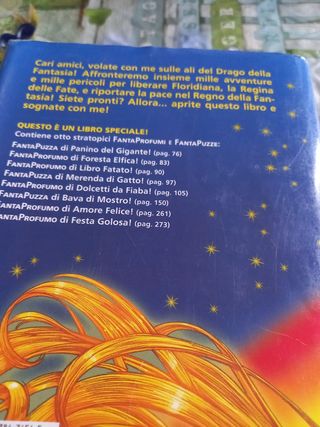 Cari amici, volate con me sulle ali del Drago della
Fantasia! Affronteremo insieme mille avventure
e mille pericoli per liberare Floridiana, la Regina
delle Fate, e riportare la pace nel Regno della Fan-
tasia! Siete pronti? Allora... aprite questo libro e
sognate con me!
QUESTO È UN LIBRO SPECIALE!
Contiene otto stratopici FANTAPROFUMI E FANTAPUZZE:
FANTAPUZZA di Panino del Gigante! (pag. 76)
FANTAPROFUMO di Foresta Elfica! (pag. 83)
FANTAPROFUMO di Libro Fatato! (pag. 90)
FANTAPUZZA di Merenda di Gatto! (pag. 97)
FANTAPROFUMO di Dolcetti da Fiaba! (pag. 105)
FANTAPUZZA di Bava di Mostro! (pag. 150)
FANTAPROFUMO di Amore Felice! (pag. 261)
FANTAPROFUMO di Festa Golosa! (pag. 273)